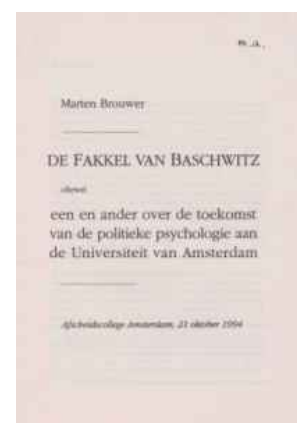 Marten Brouwer
DE FAKKEL VAN BASCHWITZ
een en ander over de toekomst
van de politieke psychologie aan
de Universiteit van Amsterdam
Afscheidscollege Amsterdam, 21 oktober 1994